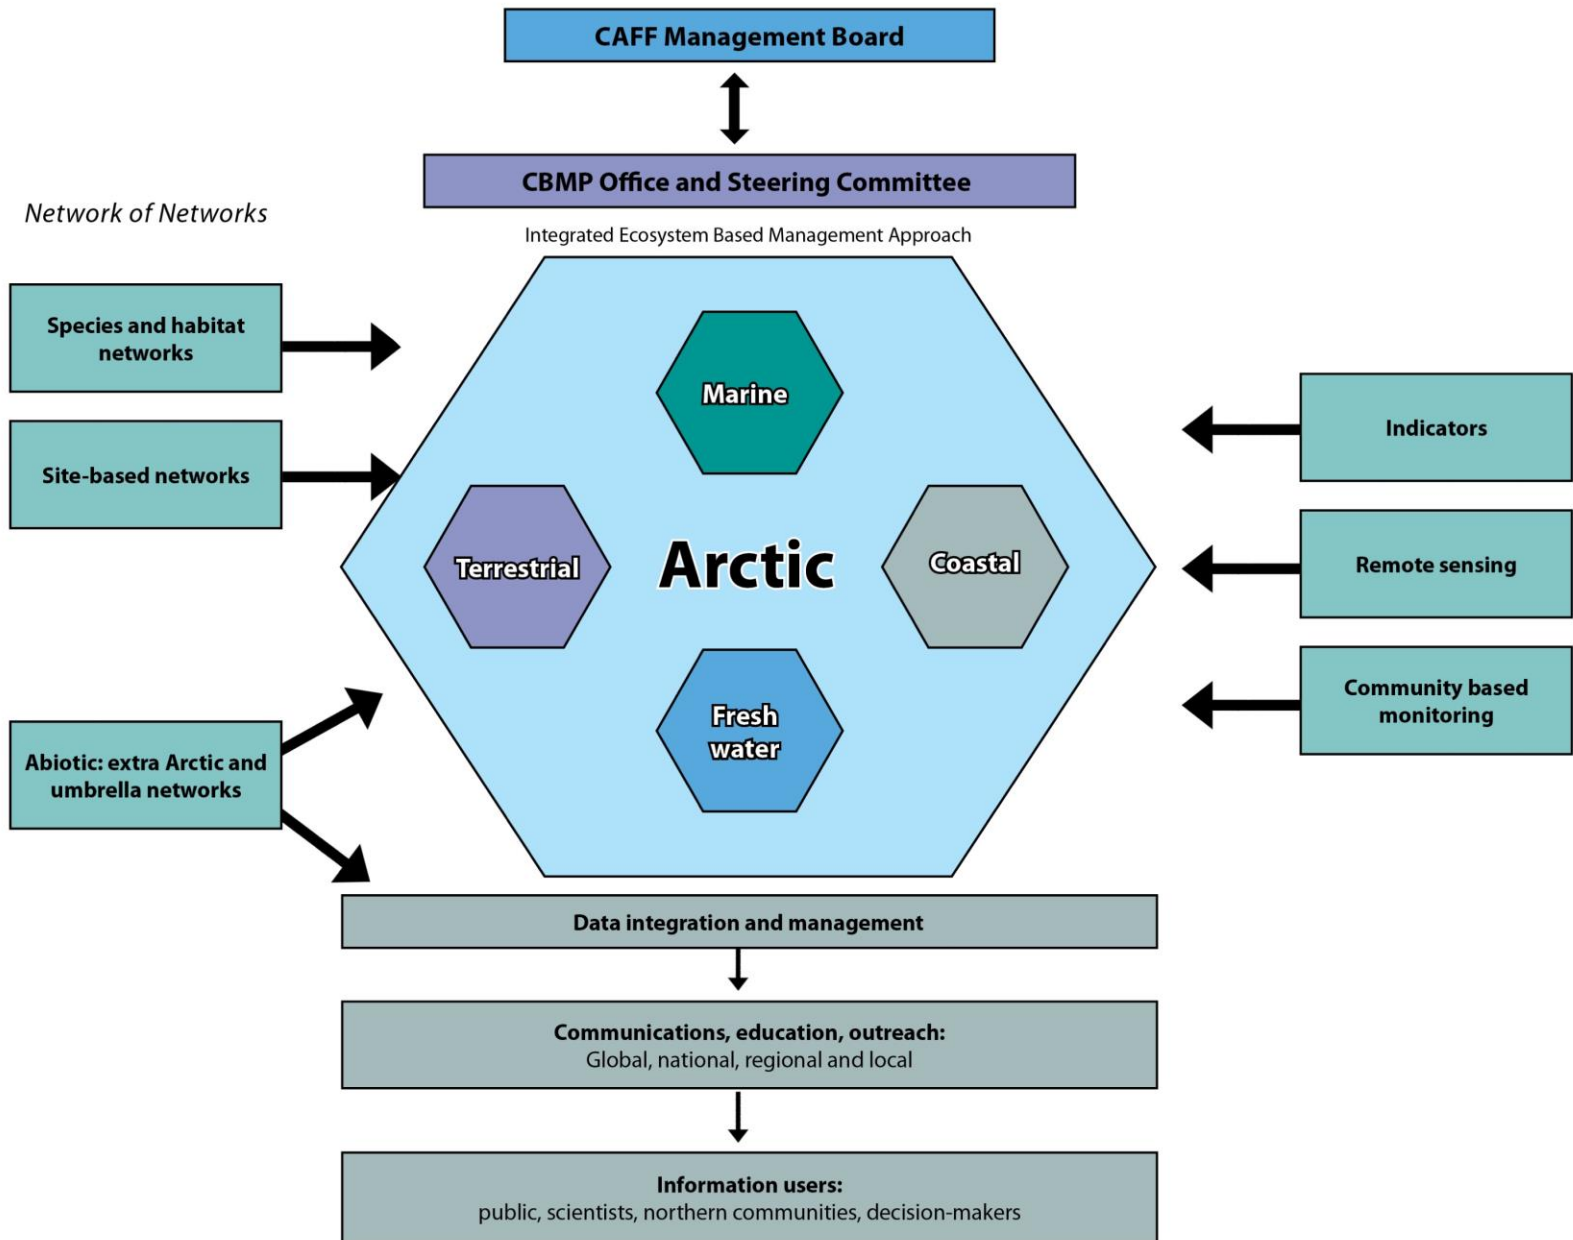 CAFF Management Board
CBMP Office and Steering Committee
Network of Networks
Integrated Ecosystem Based Management Approach
Species and habitat
networks
Site-based networks
Abiotic: extra Arctic and
umbrella networks
Marine
Terrestrial
Arctic
Coastal
Fresh
water
Indicators
Remote sensing
Community based
monitoring
Data integration and management
Communications, education, outreach:
Global, national, regional and local
Information users:
public, scientists, northern communities, decision-makers